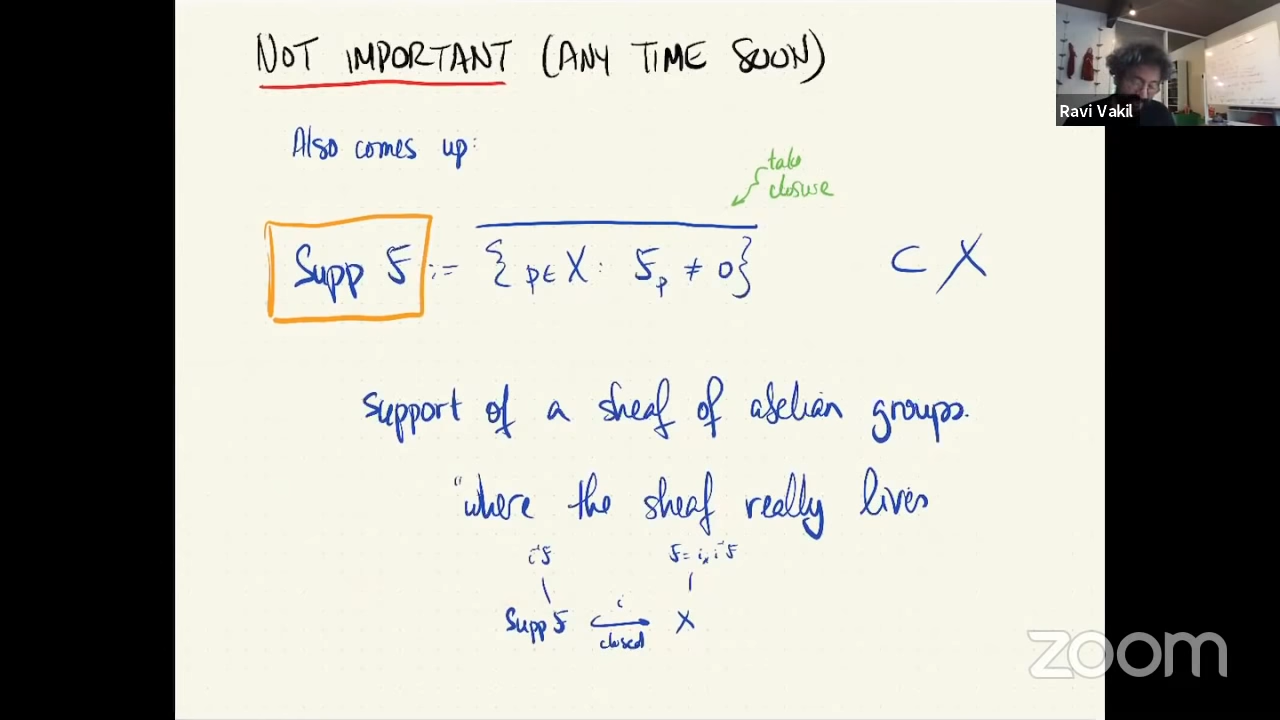 NOT IMPORTANT (ANY TIME SOON)
Ravi Vakil
Also comes up:
take
closure
Supp F := {p ∈ X : F_p ≠ 0} ⊂ X
support of a sheaf of abelian groups.
"where the sheaf really lives
i⁻¹F F = i_* i⁻¹F
i
Supp F ↪ X
closed
zoom